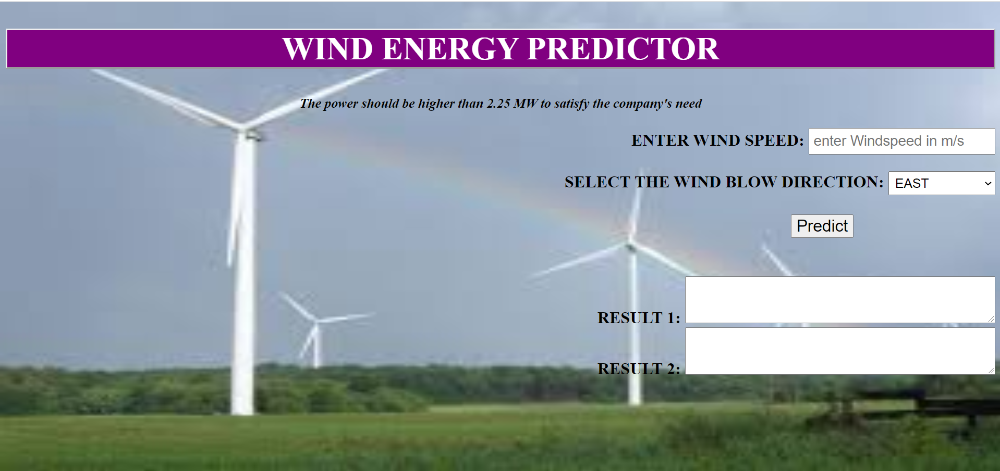 WIND ENERGY PREDICTOR
The power should be higher than 2.25 MW to satisfy the company's need
ENTER WIND SPEED: enter Windspeed in m/s
SELECT THE WIND BLOW DIRECTION: EAST
Predict
RESULT 1:
RESULT 2: